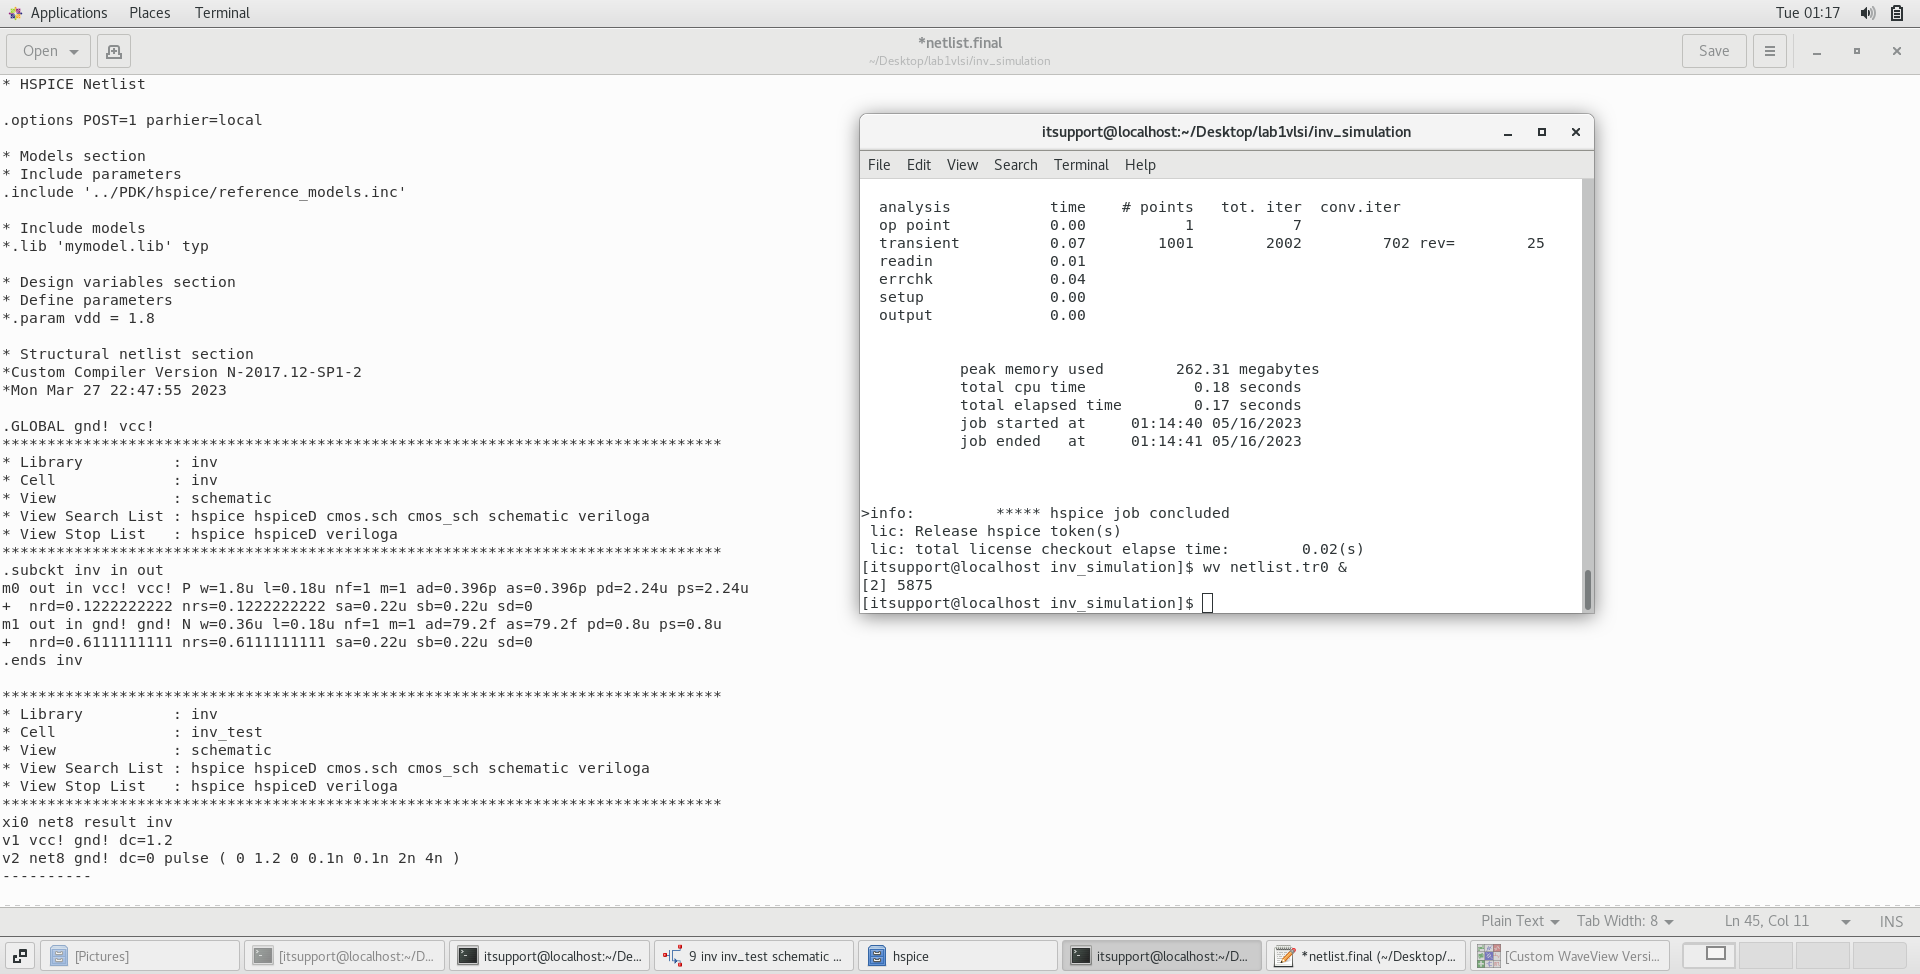 Applications Places Terminal Tue 01:17
Open *netlist.final Save
~/Desktop/lab1vlsi/inv_simulation
* HSPICE Netlist
.options POST=1 parhier=local
* Models section
* Include parameters
.include '../PDK/hspice/reference_models.inc'
* Include models
*.lib 'mymodel.lib' typ
* Design variables section
* Define parameters
*.param vdd = 1.8
* Structural netlist section
*Custom Compiler Version N-2017.12-SP1-2
*Mon Mar 27 22:47:55 2023
.GLOBAL gnd! vcc!
********************************************************************************
* Library          : inv
* Cell             : inv
* View             : schematic
* View Search List : hspice hspiceD cmos.sch cmos_sch schematic veriloga
* View Stop List   : hspice hspiceD veriloga
********************************************************************************
.subckt inv in out
m0 out in vcc! vcc! P w=1.8u l=0.18u nf=1 m=1 ad=0.396p as=0.396p pd=2.24u ps=2.24u
+  nrd=0.1222222222 nrs=0.1222222222 sa=0.22u sb=0.22u sd=0
m1 out in gnd! gnd! N w=0.36u l=0.18u nf=1 m=1 ad=79.2f as=79.2f pd=0.8u ps=0.8u
+  nrd=0.6111111111 nrs=0.6111111111 sa=0.22u sb=0.22u sd=0
.ends inv
********************************************************************************
* Library          : inv
* Cell             : inv_test
* View             : schematic
* View Search List : hspice hspiceD cmos.sch cmos_sch schematic veriloga
* View Stop List   : hspice hspiceD veriloga
********************************************************************************
xi0 net8 result inv
v1 vcc! gnd! dc=1.2
v2 net8 gnd! dc=0 pulse ( 0 1.2 0 0.1n 0.1n 2n 4n )
----------
itsupport@localhost:~/Desktop/lab1vlsi/inv_simulation
File Edit View Search Terminal Help
analysis           time    # points   tot. iter  conv.iter
op point           0.00           1           7
transient          0.07        1001        2002         702 rev=        25
readin             0.01
errchk             0.04
setup              0.00
output             0.00
peak memory used        262.31 megabytes
total cpu time            0.18 seconds
total elapsed time        0.17 seconds
job started at     01:14:40 05/16/2023
job ended   at     01:14:41 05/16/2023
>info:         ***** hspice job concluded
lic: Release hspice token(s)
lic: total license checkout elapse time:        0.02(s)
[itsupport@localhost inv_simulation]$ wv netlist.tr0 &
[2] 5875
[itsupport@localhost inv_simulation]$
Plain Text Tab Width: 8 Ln 45, Col 11 INS
[Pictures] [itsupport@localhost:~/D... itsupport@localhost:~/De... 9 inv inv_test schematic ... hspice itsupport@localhost:~/D... *netlist.final (~/Desktop/... [Custom WaveView Versi...